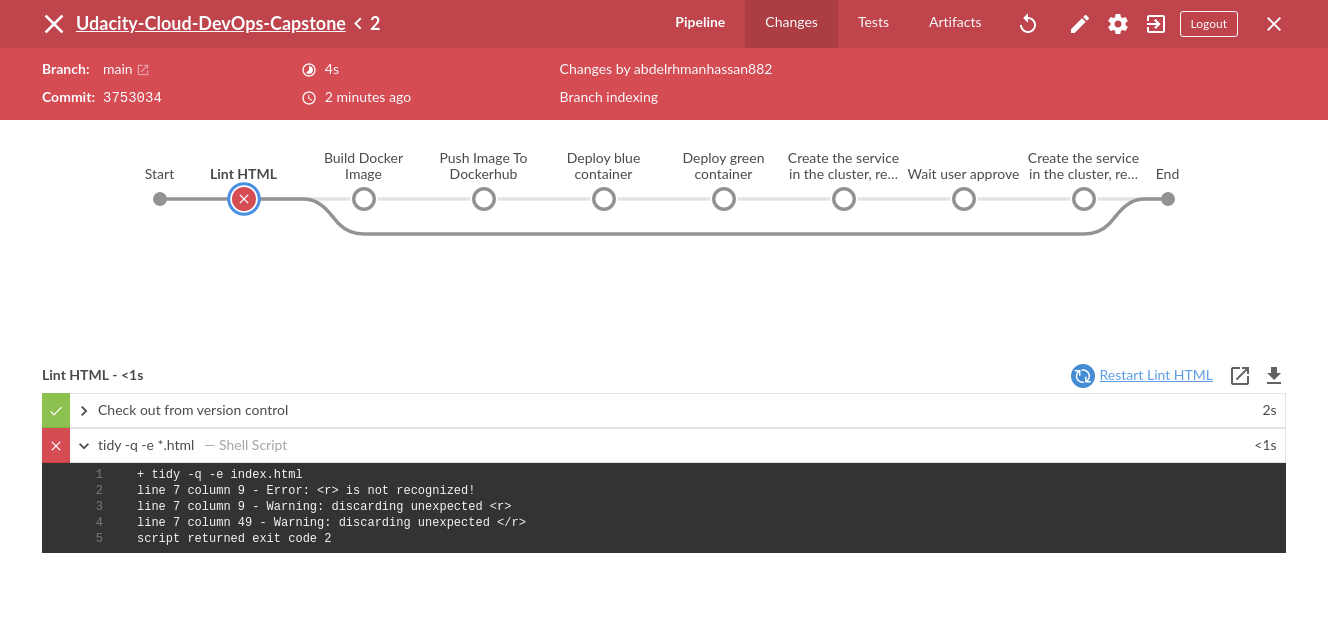 Udacity-Cloud-DevOps-Capstone < 2
Pipeline Changes Tests Artifacts Logout
Branch: main 4s Changes by abdelrhmanhassan882
Commit: 3753034 2 minutes ago Branch indexing
Start
Lint HTML
Build Docker
Image
Push Image To
Dockerhub
Deploy blue
container
Deploy green
container
Create the service
in the cluster, re...
Wait user approve
Create the service
in the cluster, re...
End
Lint HTML - <1s Restart Lint HTML
Check out from version control 2s
tidy -q -e *.html — Shell Script <1s
1 + tidy -q -e index.html
2 line 7 column 9 - Error: <r> is not recognized!
3 line 7 column 9 - Warning: discarding unexpected <r>
4 line 7 column 49 - Warning: discarding unexpected </r>
5 script returned exit code 2